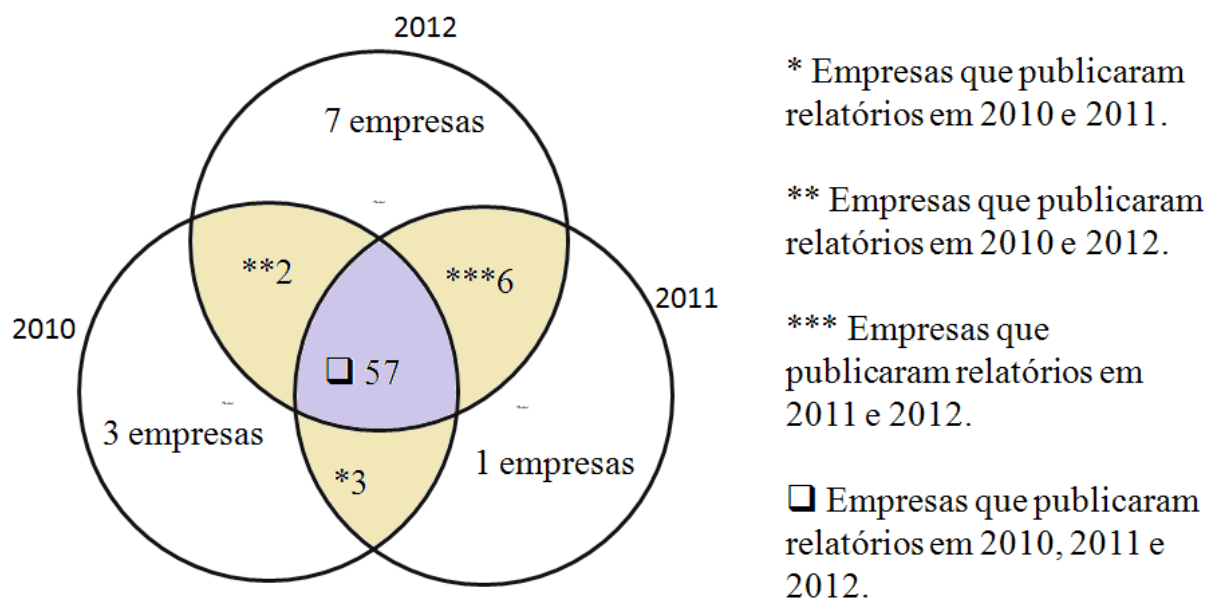 2012
7 empresas
**2
***6
2010
2011
❑ 57
3 empresas
1 empresas
*3
* Empresas que publicaram
relatórios em 2010 e 2011.
** Empresas que publicaram
relatórios em 2010 e 2012.
*** Empresas que
publicaram relatórios em
2011 e 2012.
❑ Empresas que publicaram
relatórios em 2010, 2011 e
2012.